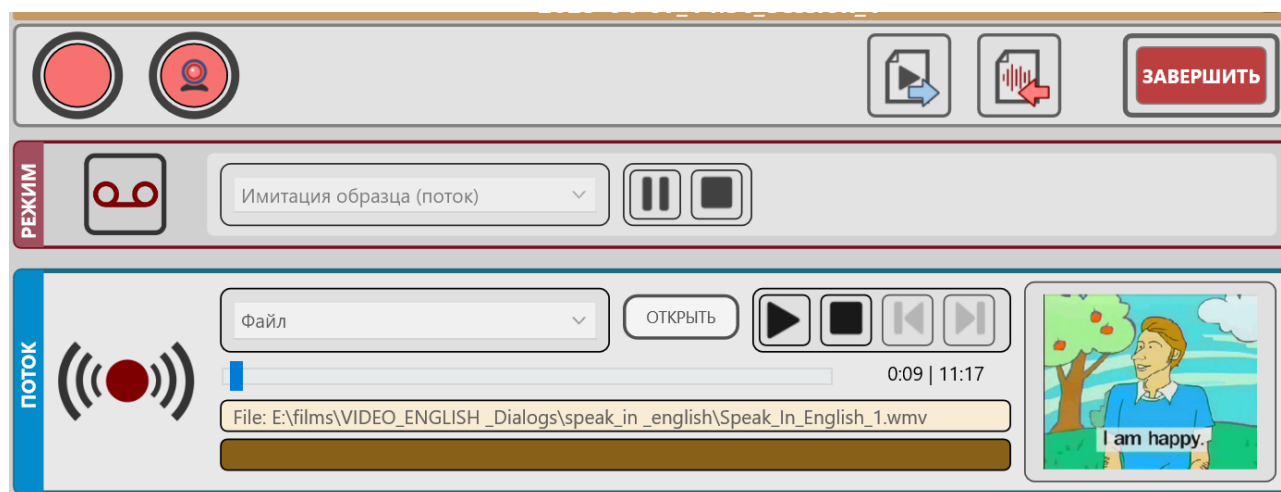 ЗАВЕРШИТЬ
РЕЖИМ
Имитация образца (поток)
ПОТОК
Файл
ОТКРЫТЬ
0:09 | 11:17
File: E:\films\VIDEO_ENGLISH _Dialogs\speak_in _english\Speak_In_English_1.wmv
I am happy.